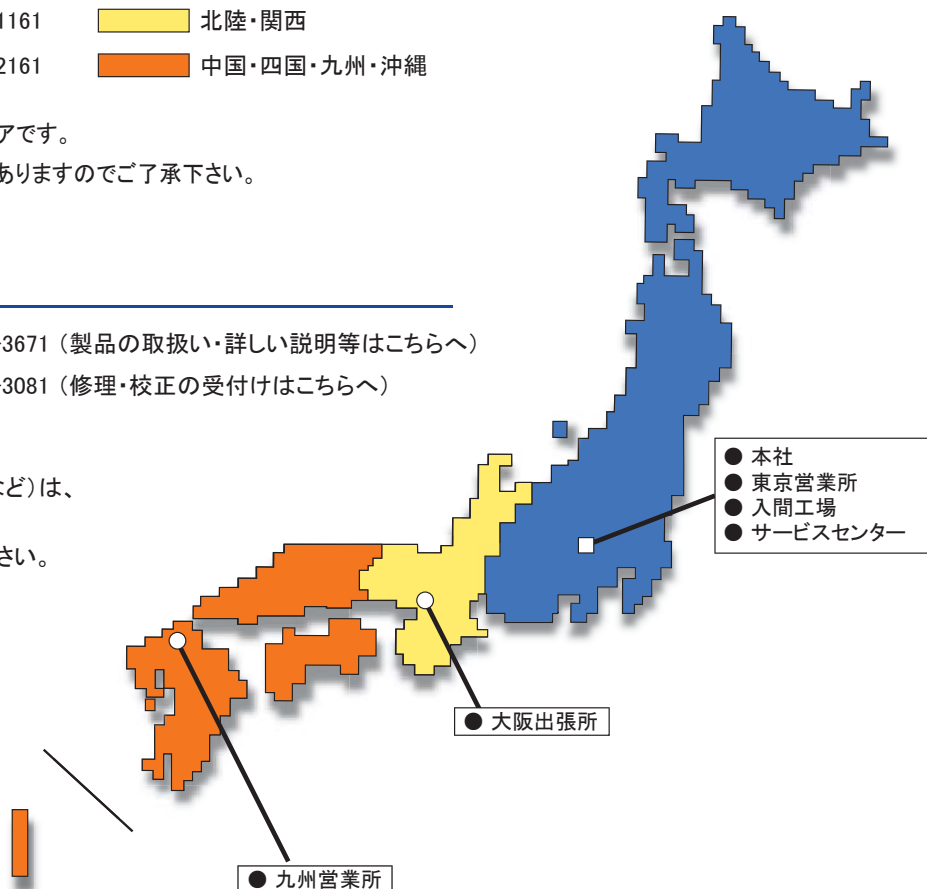 1161 北陸・関西
2161 中国・四国・九州・沖縄
アです。
ありますのでご了承下さい。
-3671（製品の取扱い・詳しい説明等はこちらへ）
-3081（修理・校正の受付けはこちらへ）
など）は、
さい。
● 本社
● 東京営業所
● 入間工場
● サービスセンター
● 大阪出張所
● 九州営業所